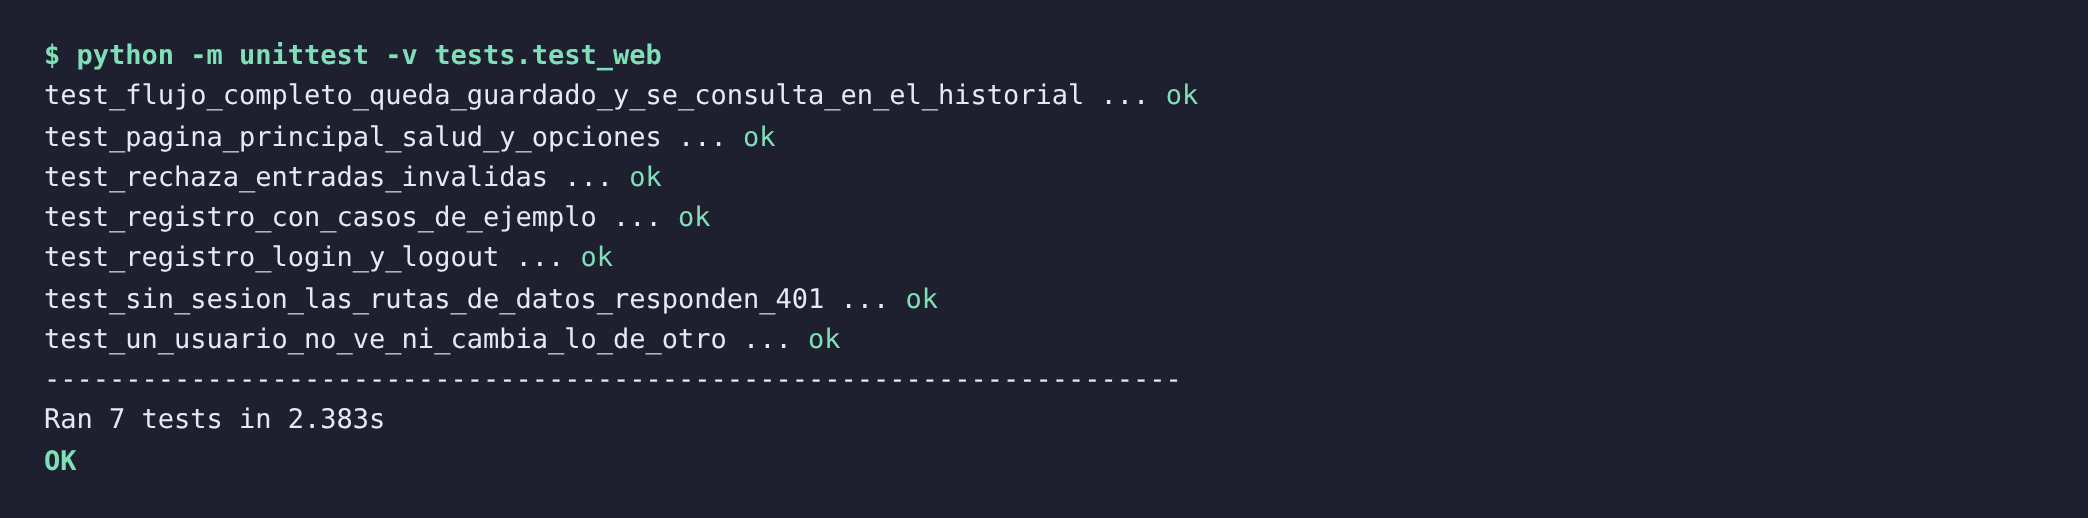 $ python -m unittest -v tests.test_web
test_flujo_completo_queda_guardado_y_se_consulta_en_el_historial ... ok
test_pagina_principal_salud_y_opciones ... ok
test_rechaza_entradas_invalidas ... ok
test_registro_con_casos_de_ejemplo ... ok
test_registro_login_y_logout ... ok
test_sin_sesion_las_rutas_de_datos_responden_401 ... ok
test_un_usuario_no_ve_ni_cambia_lo_de_otro ... ok
----------------------------------------------------------------------
Ran 7 tests in 2.383s
OK